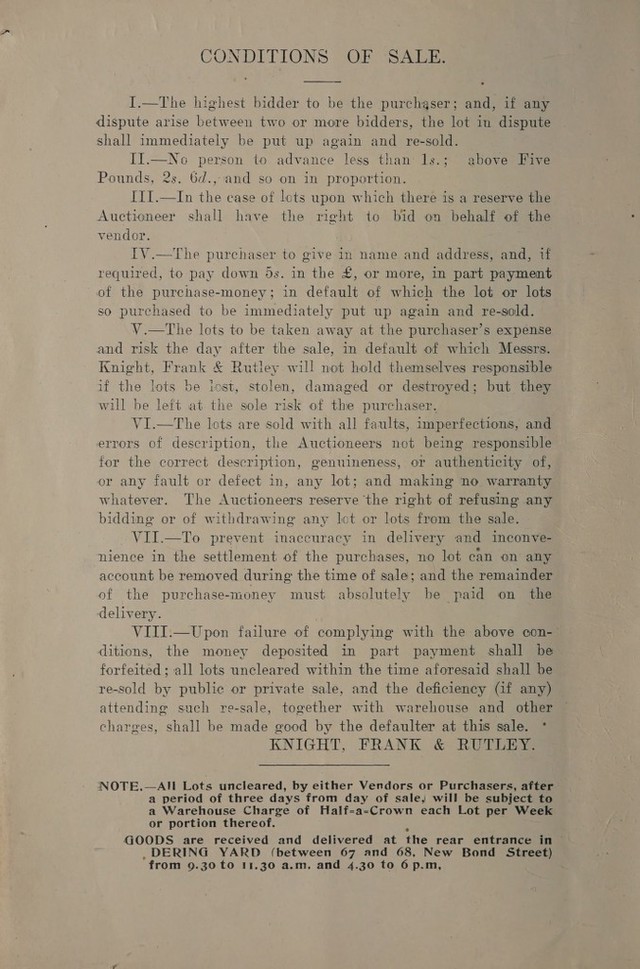 CONDITIONS OF SALE.
I.—The highest bidder to be the purchaser; and, if any
dispute arise between two or more bidders, the lot in dispute
shall immediately be put up again and re-sold.
II.—No person to advance less than 1s.; above Five
Pounds, 2s. 6d., and so on in proportion.
III.—In the case of lots upon which there is a reserve the
Auctioneer shall have the right to bid on behalf of the
vendor.
IV.—The purchaser to give in name and address, and, if
required, to pay down 5s. in the £, or more, in part payment
of the purchase-money; in default of which the lot or lots
so purchased to be immediately put up again and re-sold.
V.—The lots to be taken away at the purchaser's expense
and risk the day after the sale, in default of which Messrs.
Knight, Frank & Rutley will not hold themselves responsible
if the lots be lost, stolen, damaged or destroyed; but they
will be left at the sole risk of the purchaser.
VI.—The lots are sold with all faults, imperfections, and
errors of description, the Auctioneers not being responsible
for the correct description, genuineness, or authenticity of,
or any fault or defect in, any lot; and making no warranty
whatever. The Auctioneers reserve the right of refusing any
bidding or of withdrawing any lot or lots from the sale.
VII.—To prevent inaccuracy in delivery and inconve-
nience in the settlement of the purchases, no lot can on any
account be removed during the time of sale; and the remainder
of the purchase-money must absolutely be paid on the
delivery.
VIII.—Upon failure of complying with the above con-
ditions, the money deposited in part payment shall be
forfeited; all lots uncleared within the time aforesaid shall be
re-sold by public or private sale, and the deficiency (if any)
attending such re-sale, together with warehouse and other
charges, shall be made good by the defaulter at this sale.
KNIGHT, FRANK & RUTLEY.
NOTE.—All Lots uncleared, by either Vendors or Purchasers, after
a period of three days from day of sale, will be subject to
a Warehouse Charge of Half-a-Crown each Lot per Week
or portion thereof.
GOODS are received and delivered at the rear entrance in
DERING YARD (between 67 and 68, New Bond Street)
from 9.30 to 11.30 a.m. and 4.30 to 6 p.m.